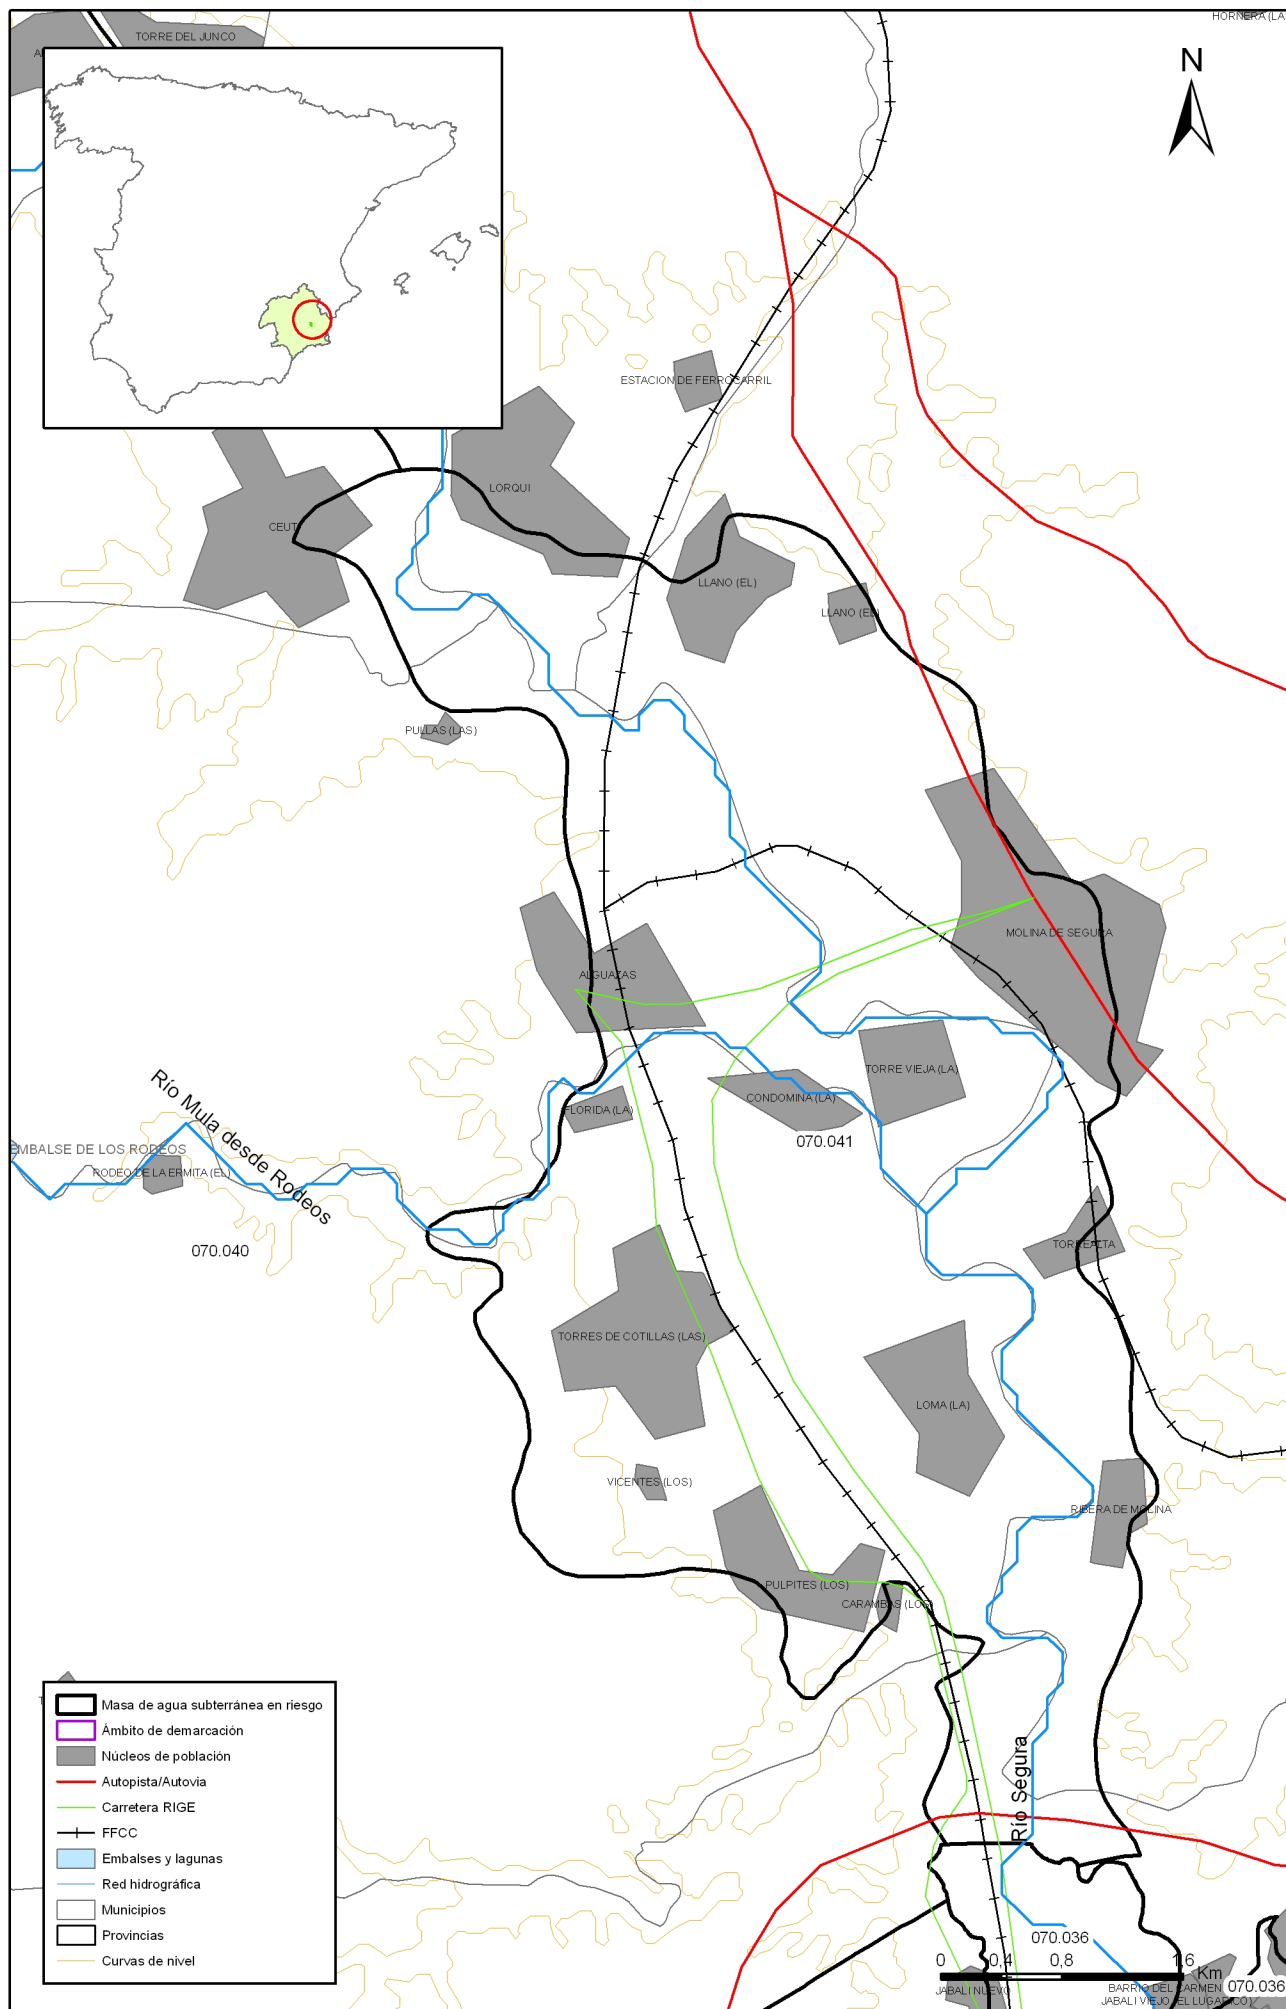 HORNERA (LA
TORRE DEL JUNCO
N
ESTACION DE FERROCARRIL
LORQUI
CEUTI
LLANO (EL)
LLANO (EL)
PULLAS (LAS)
MOLINA DE SEGURA
ALGUAZAS
TORRE VIEJA (LA)
CONDOMINA (LA)
FLORIDA (LA)
070.041
Río Mula desde Rodeos
EMBALSE DE LOS RODEOS
RODEO DE LA ERMITA (EL)
070.040
TORREALTA
TORRES DE COTILLAS (LAS)
LOMA (LA)
VICENTES (LOS)
RIBERA DE MOLINA
PULPITES (LOS)
CARAMBAS (LOS)
Río Segura
Masa de agua subterránea en riesgo
Ámbito de demarcación
Núcleos de población
Autopista/Autovia
Carretera RIGE
FFCC
Embalses y lagunas
Red hidrográfica
Municipios
Provincias
Curvas de nivel
070.036
0 0,4 0,8 1,6
Km
JABALI NUEVO
BARRIO DEL CARMEN
070.036
JABALI VIEJO (EL LUGARICO)